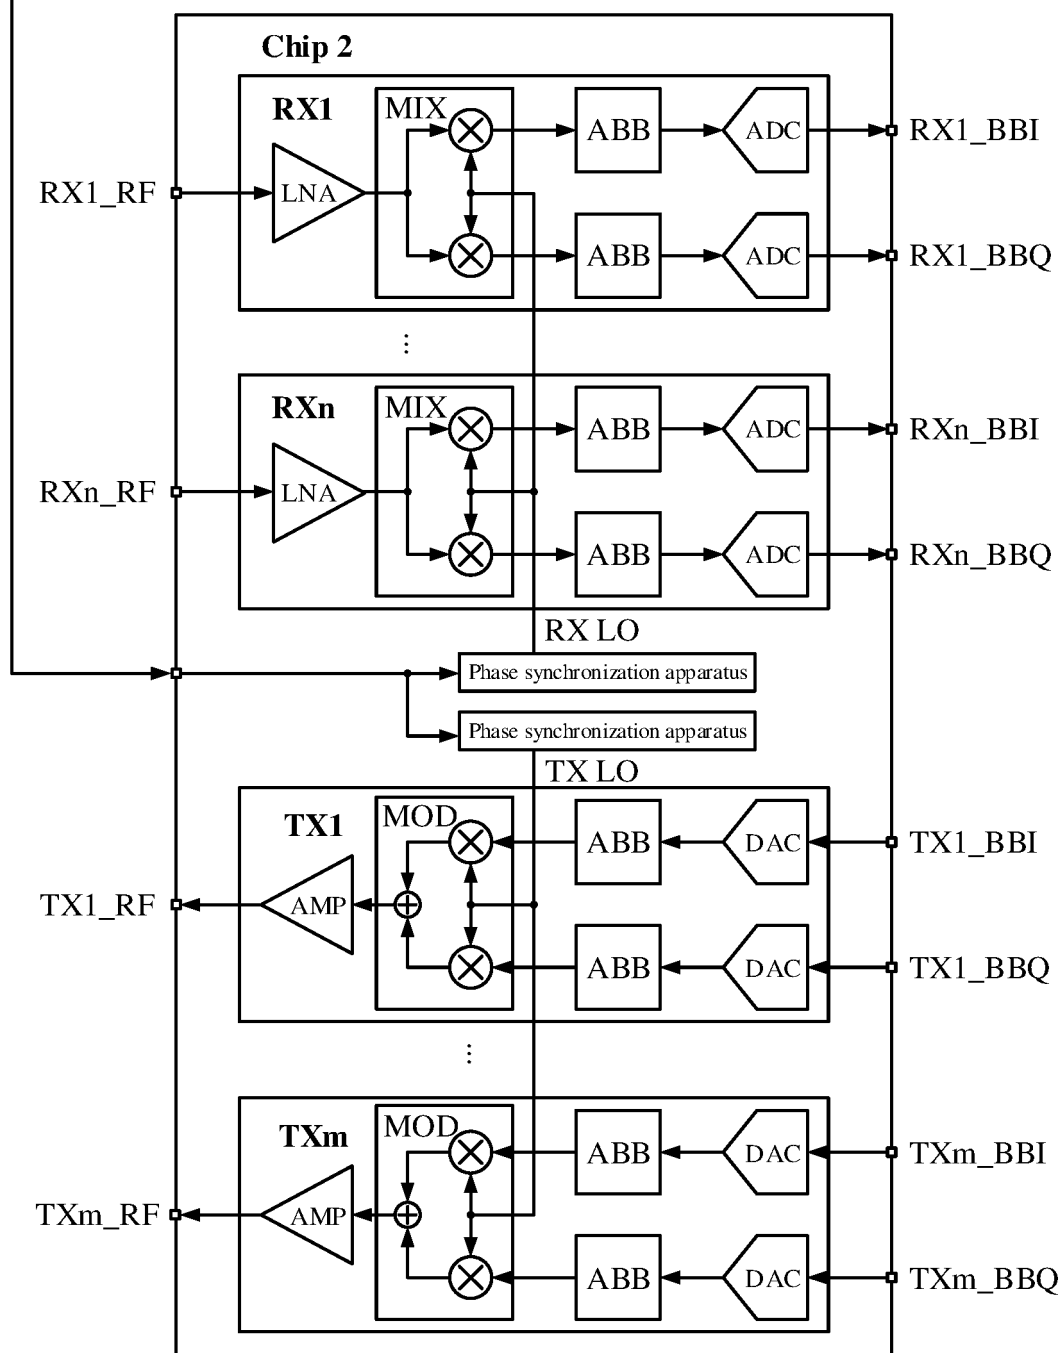 Chip 2
RX1
MIX
ABB
ADC
RX1_BBI
RX1_RF
LNA
ABB
ADC
RX1_BBQ
...
RXn
MIX
ABB
ADC
RXn_BBI
RXn_RF
LNA
ABB
ADC
RXn_BBQ
RX LO
Phase synchronization apparatus
Phase synchronization apparatus
TX LO
TX1
MOD
ABB
DAC
TX1_BBI
TX1_RF
AMP
ABB
DAC
TX1_BBQ
...
TXm
MOD
ABB
DAC
TXm_BBI
TXm_RF
AMP
ABB
DAC
TXm_BBQ